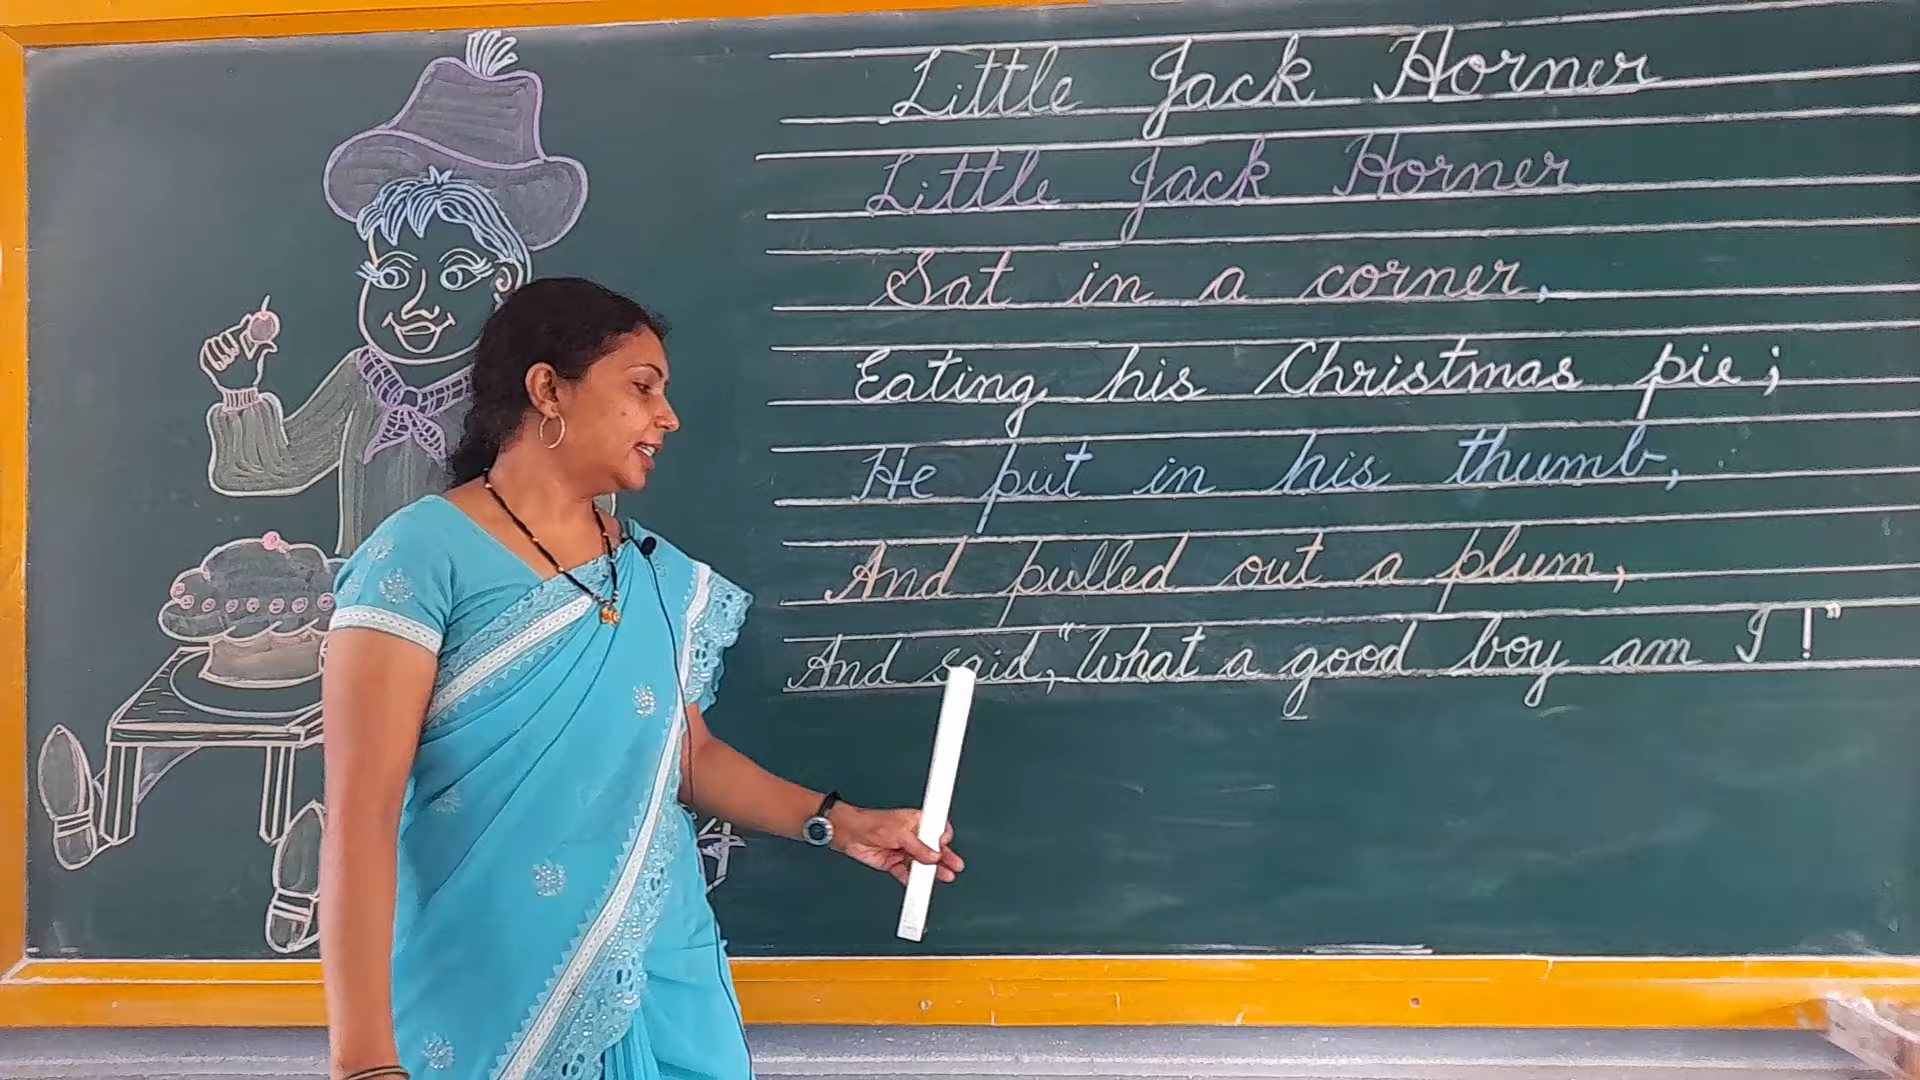 Little Jack Horner
Little Jack Horner
Sat in a corner,
Eating his Christmas pie;
He put in his thumb,
And pulled out a plum,
And said, "What a good boy am I!"